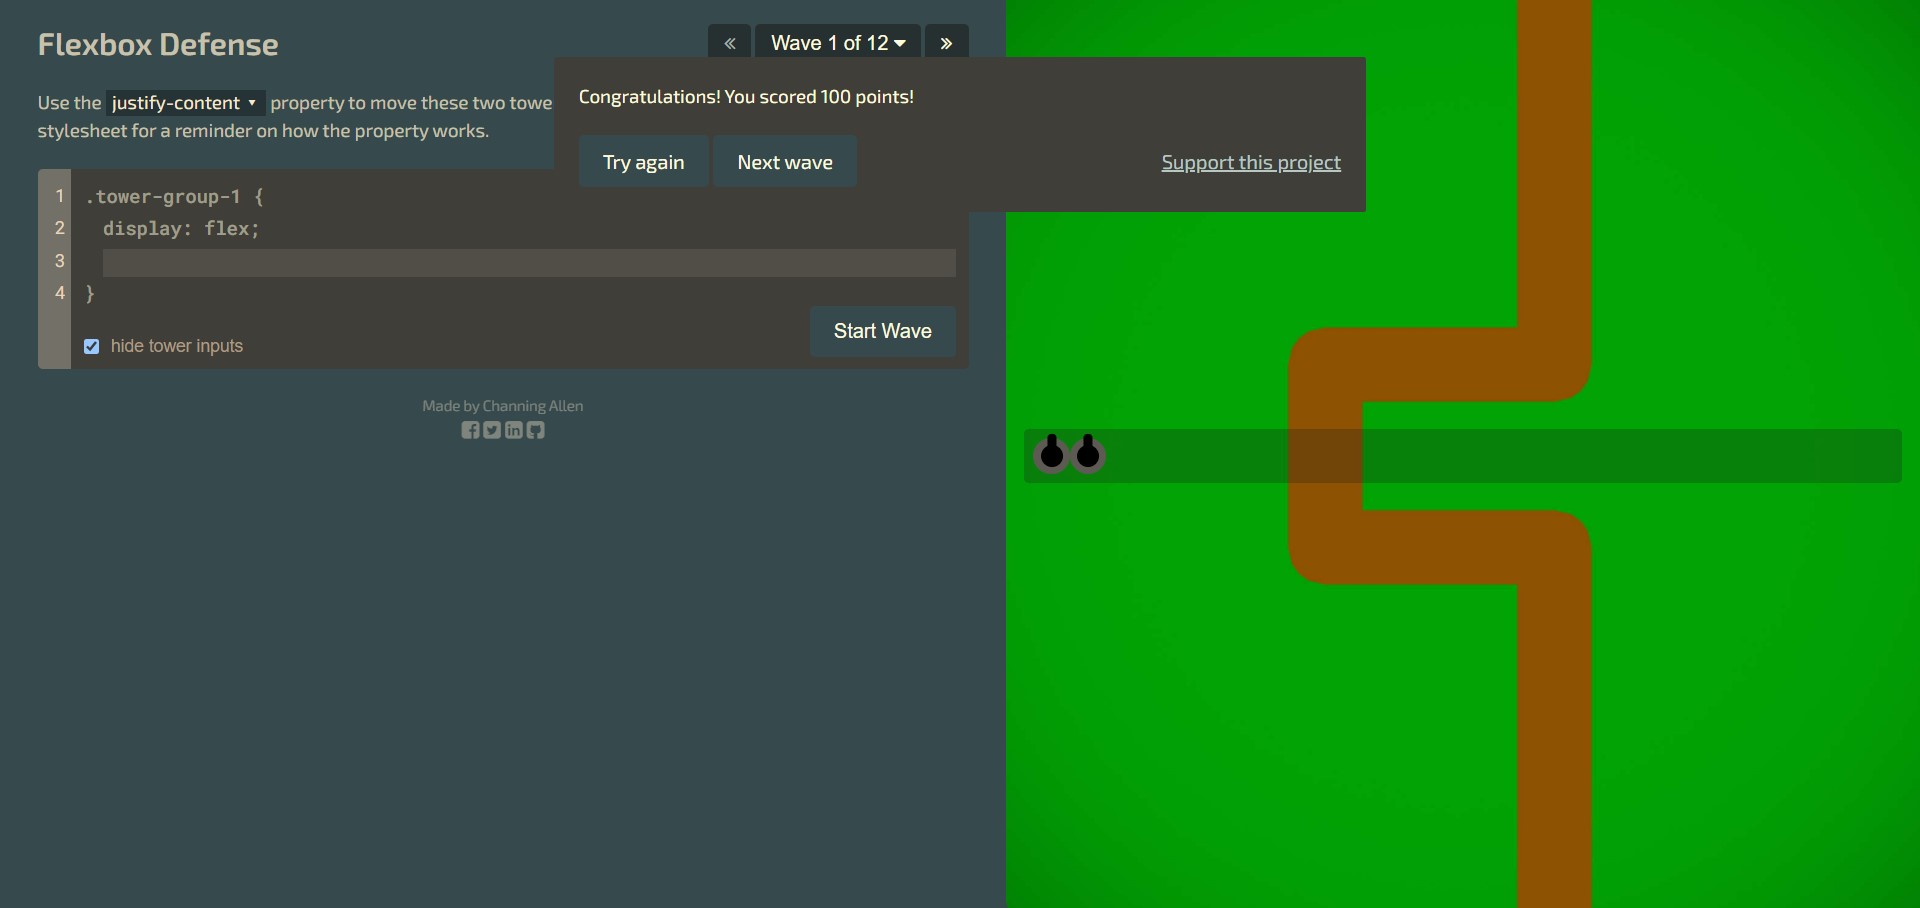 Flexbox Defense
« Wave 1 of 12 »
Use the justify-content property to move these two towe
stylesheet for a reminder on how the property works.
Congratulations! You scored 100 points!
Try again Next wave Support this project
1 .tower-group-1 {
2 display: flex;
3
4 }
Start Wave
hide tower inputs
Made by Channing Allen